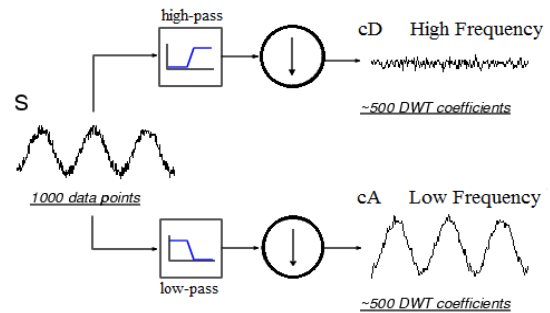 high-pass
cD High Frequency
~500 DWT coefficients
S
1000 data points
cA Low Frequency
low-pass
~500 DWT coefficients